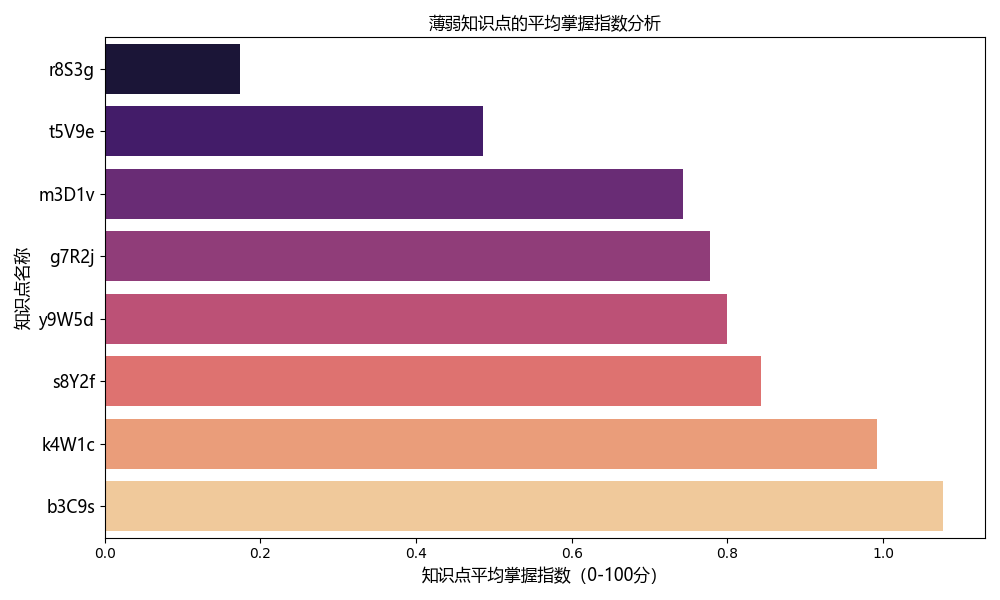 薄弱知识点的平均掌握指数分析
知识点名称
r8S3g
t5V9e
m3D1v
g7R2j
y9W5d
s8Y2f
k4W1c
b3C9s
0.0 0.2 0.4 0.6 0.8 1.0
知识点平均掌握指数（0-100分）